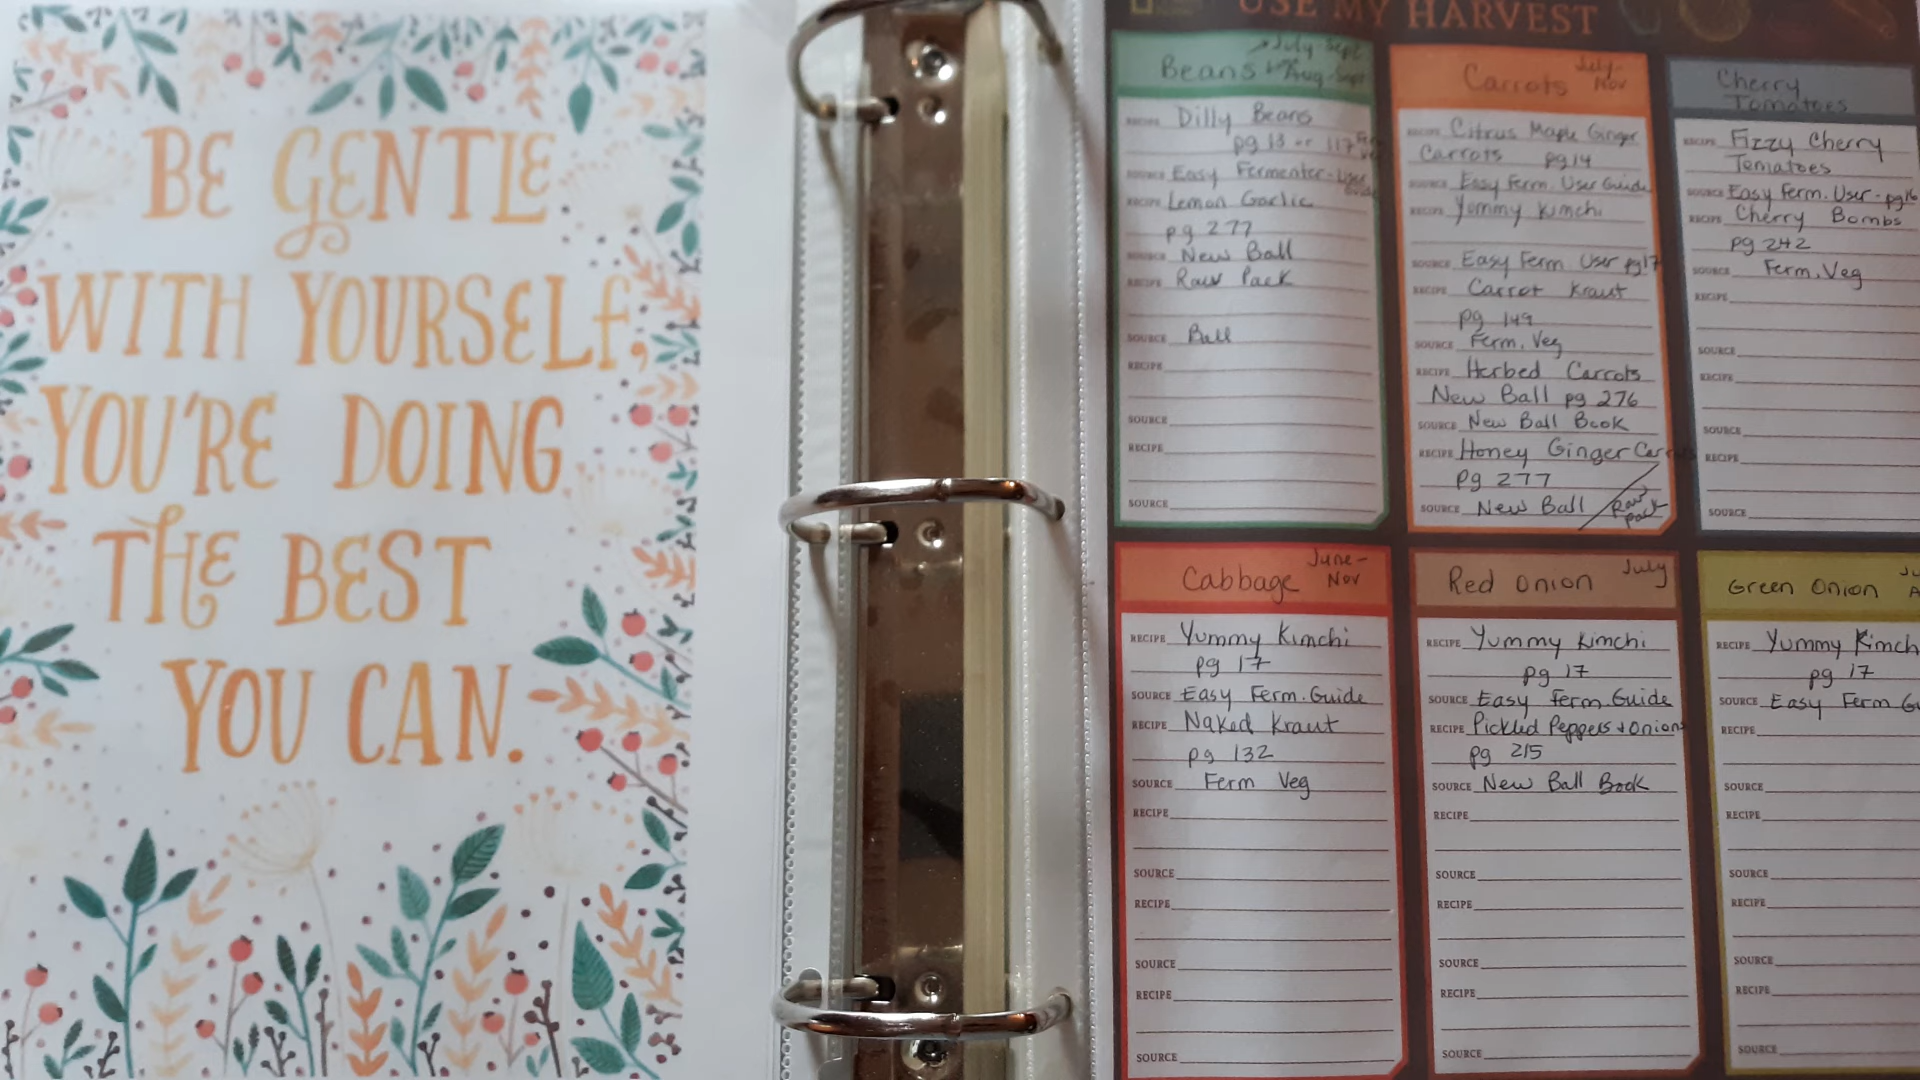 BE GENTLE
WITH YOURSELF,
YOU'RE DOING
THE BEST
YOU CAN.
USE MY HARVEST
Beans July-Sept
Aug-Sept
RECIPE Dilly Beans
pg 13 or 117
SOURCE Easy Fermenter-User
Guide
RECIPE Lemon Garlic
pg 277
SOURCE New Ball
RECIPE Raw Pack
SOURCE Ball
RECIPE
SOURCE
RECIPE
SOURCE
Carrots July-
Nov
RECIPE Citrus Maple Ginger
Carrots pg 14
SOURCE Easy Ferm. User Guide
RECIPE Yummy Kimchi
SOURCE Easy Ferm User pg 17
RECIPE Carrot Kraut
pg 149
SOURCE Ferm. Veg
RECIPE Herbed Carrots
New Ball pg 276
SOURCE New Ball Book
RECIPE Honey Ginger
pg 277
SOURCE New Ball / Raw
Pack
Cherry
Tomatoes
RECIPE Fizzy Cherry
Tomatoes
SOURCE Easy Ferm. User - pg 16
RECIPE Cherry Bombs
pg 242
SOURCE Ferm. Veg
RECIPE
SOURCE
RECIPE
SOURCE
RECIPE
SOURCE
Cabbage June-
Nov
RECIPE Yummy Kimchi
pg 17
SOURCE Easy Ferm. Guide
RECIPE Naked Kraut
pg 132
SOURCE Ferm Veg
RECIPE
SOURCE
RECIPE
SOURCE
RECIPE
SOURCE
Red Onion July
RECIPE Yummy Kimchi
pg 17
SOURCE Easy Ferm. Guide
RECIPE Pickled Peppers + Onions
pg 215
SOURCE New Ball Book
RECIPE
SOURCE
RECIPE
SOURCE
RECIPE
SOURCE
Green Onion
RECIPE Yummy Kimch
pg 17
SOURCE Easy Ferm G
RECIPE
SOURCE
RECIPE
SOURCE
RECIPE
SOURCE
RECIPE
SOURCE